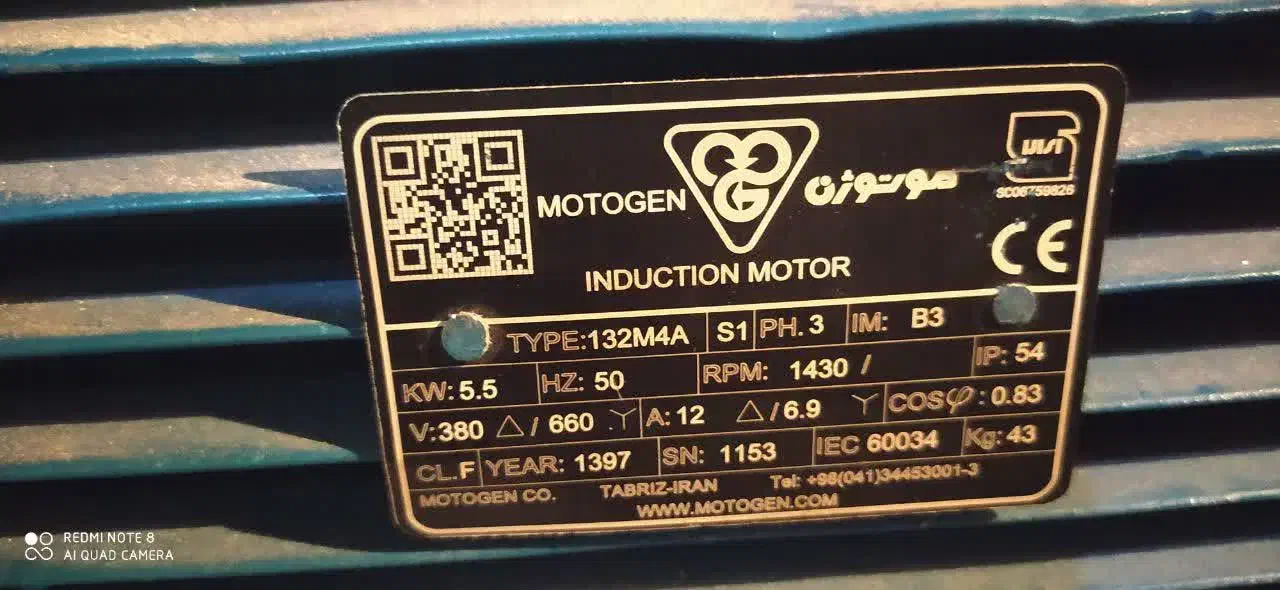 MOTOGEN موتوژن
INDUCTION MOTOR
CE
TYPE:132M4A S1 PH. 3 IM: B3
KW: 5.5 HZ: 50 RPM: 1430 / IP: 54
V:380 △ / 660 Y A: 12 △ / 6.9 Y COSφ : 0.83
CL.F YEAR: 1397 SN: 1153 IEC 60034 Kg: 43
MOTOGEN CO. TABRIZ-IRAN Tel: +98(041)34453001-3
WWW.MOTOGEN.COM
REDMI NOTE 8
AI QUAD CAMERA